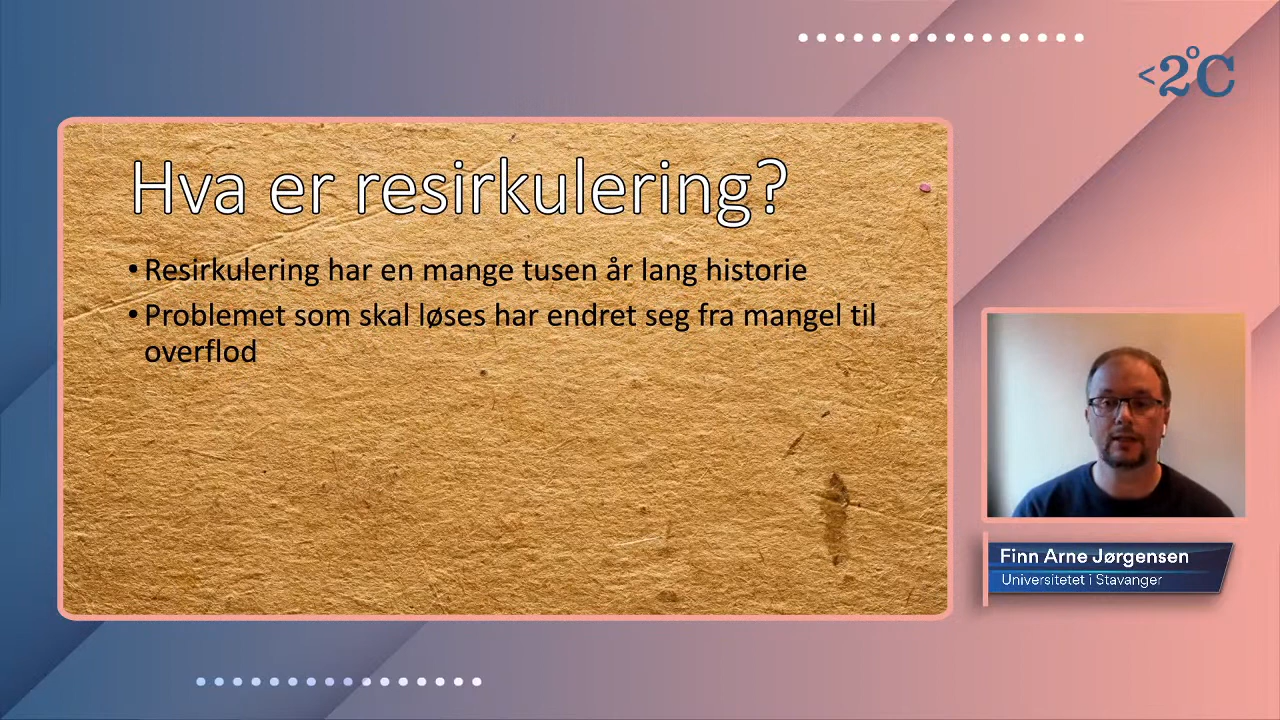 <2°C
Hva er resirkulering?
• Resirkulering har en mange tusen år lang historie
• Problemet som skal løses har endret seg fra mangel til
overflod
Finn Arne Jørgensen
Universitetet i Stavanger